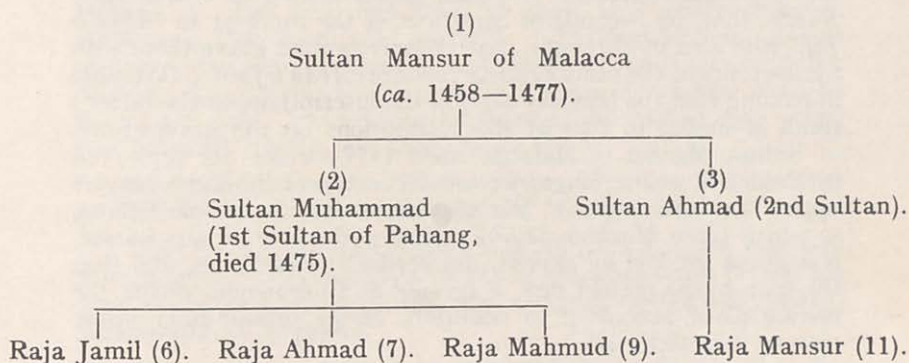 (1)
Sultan Mansur of Malacca
(ca. 1458—1477).
(2)
Sultan Muhammad
(1st Sultan of Pahang,
died 1475).
(3)
Sultan Ahmad (2nd Sultan).
Raja Jamil (6). Raja Ahmad (7). Raja Mahmud (9). Raja Mansur (11).